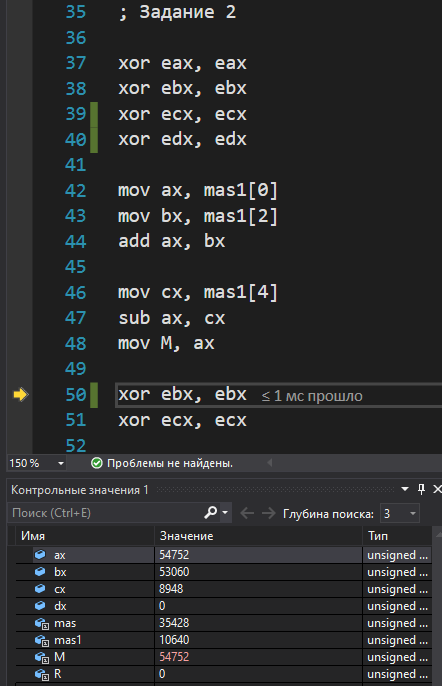 35 ; Задание 2
36
37 xor eax, eax
38 xor ebx, ebx
39 xor ecx, ecx
40 xor edx, edx
41
42 mov ax, mas1[0]
43 mov bx, mas1[2]
44 add ax, bx
45
46 mov cx, mas1[4]
47 sub ax, cx
48 mov M, ax
49
50 xor ebx, ebx ≤ 1 мс прошло
51 xor ecx, ecx
52
150 % Проблемы не найдены.
Контрольные значения 1
Поиск (Ctrl+E) Глубина поиска: 3
Имя Значение Тип
ax 54752 unsigned ...
bx 53060 unsigned ...
cx 8948 unsigned ...
dx 0 unsigned ...
mas 35428 unsigned ...
mas1 10640 unsigned ...
M 54752 unsigned ...
R 0 unsigned ...